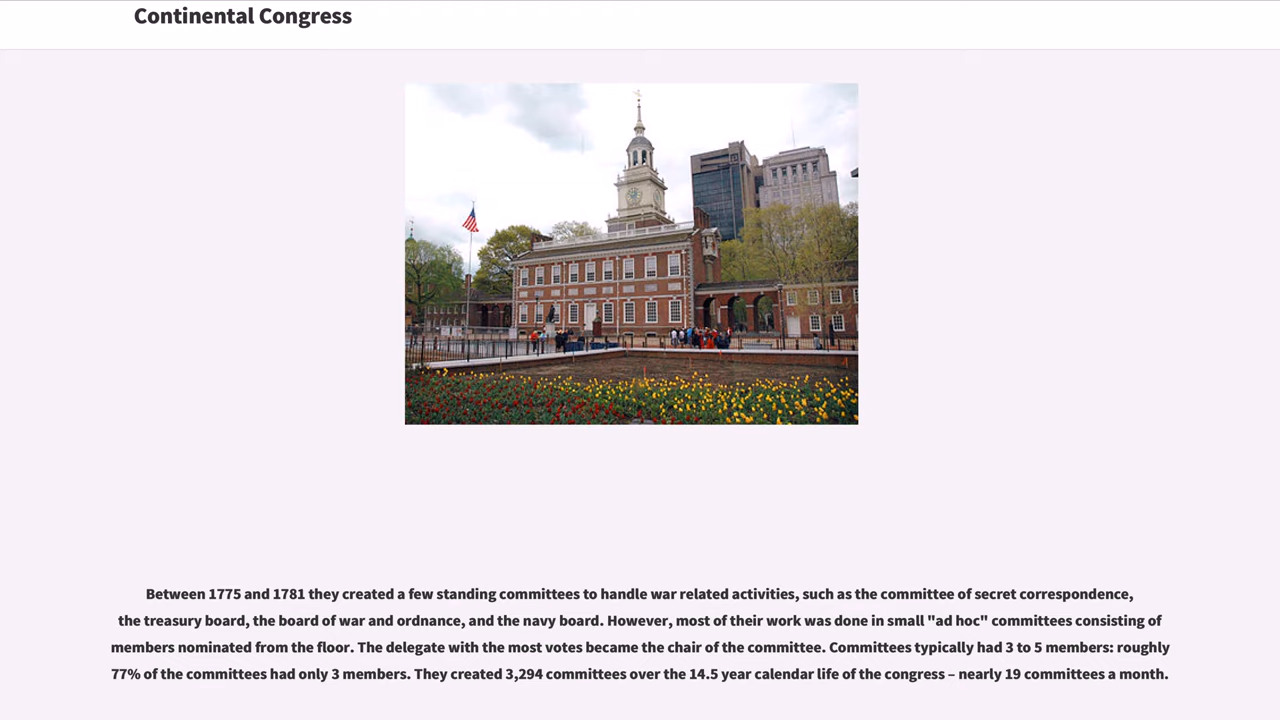 Continental Congress
Between 1775 and 1781 they created a few standing committees to handle war related activities, such as the committee of secret correspondence,
the treasury board, the board of war and ordnance, and the navy board. However, most of their work was done in small "ad hoc" committees consisting of
members nominated from the floor. The delegate with the most votes became the chair of the committee. Committees typically had 3 to 5 members: roughly
77% of the committees had only 3 members. They created 3,294 committees over the 14.5 year calendar life of the congress – nearly 19 committees a month.